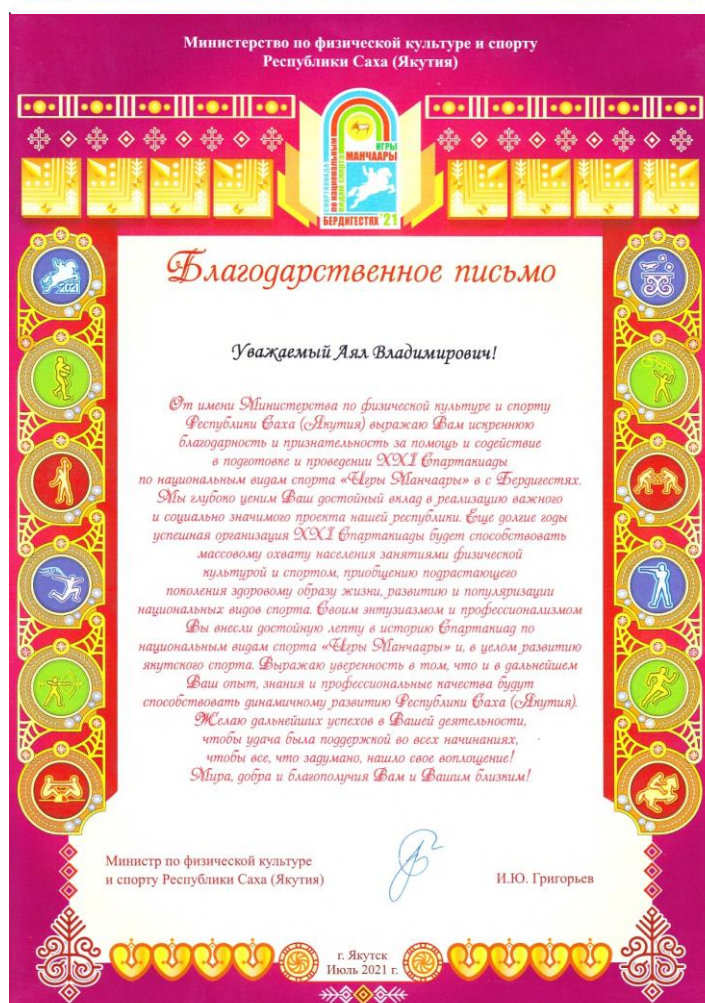 Министерство по физической культуре и спорту
Республики Саха (Якутия)
спартакиада
по национальным
видам спорта
ИГРЫ
МАНЧААРЫ
БЕРДИГЕСТЯХ '21
Благодарственное письмо
2021
Уважаемый Аял Владимирович!
От имени Министерства по физической культуре и спорту
Республики Саха (Якутия) выражаю Вам искреннюю
благодарность и признательность за помощь и содействие
в подготовке и проведении XXI Спартакиады
по национальным видам спорта «Игры Манчаары» в с Бердигестях.
Мы глубоко ценим Ваш достойный вклад в реализацию важного
и социально значимого проекта нашей республики. Еще долгие годы
успешная организация XXI Спартакиады будет способствовать
массовому охвату населения занятиями физической
культурой и спортом, приобщению подрастающего
поколения здоровому образу жизни, развитию и популяризации
национальных видов спорта. Своим энтузиазмом и профессионализмом
Вы внесли достойную лепту в историю Спартакиад по
национальным видам спорта «Игры Манчаары» и, в целом развитию
якутского спорта. Выражаю уверенность в том, что и в дальнейшем
Ваш опыт, знания и профессиональные качества будут
способствовать динамичному развитию Республики Саха (Якутия).
Желаю дальнейших успехов в Вашей деятельности,
чтобы удача была поддержкой во всех начинаниях,
чтобы все, что задумано, нашло свое воплощение!
Мира, добра и благополучия Вам и Вашим близким!
Министр по физической культуре
и спорту Республики Саха (Якутия)
И.Ю. Григорьев
г. Якутск
Июль 2021 г.